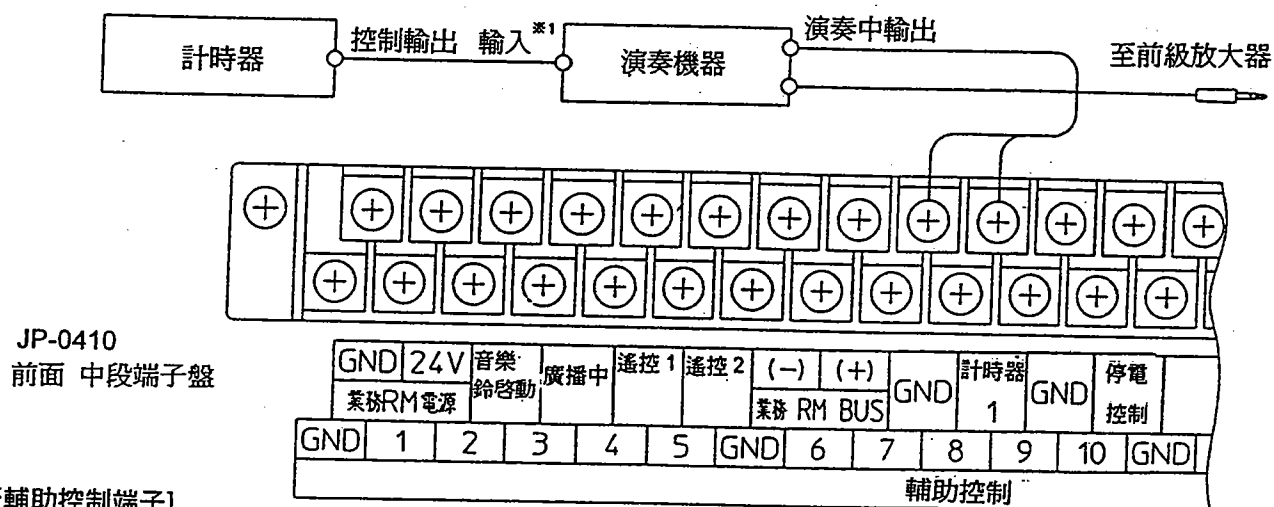 計時器
控制輸出 輸入※1
演奏機器
演奏中輸出
至前級放大器
JP-0410
前面 中段端子盤
GND 24V 音樂鈴啓動 廣播中 遙控1 遙控2 (-) (+) GND 計時器1 GND 停電控制
業務RM電源 業務 RM BUS
GND 1 2 3 4 5 GND 6 7 8 9 10 GND
輔助控制
輔助控制端子]